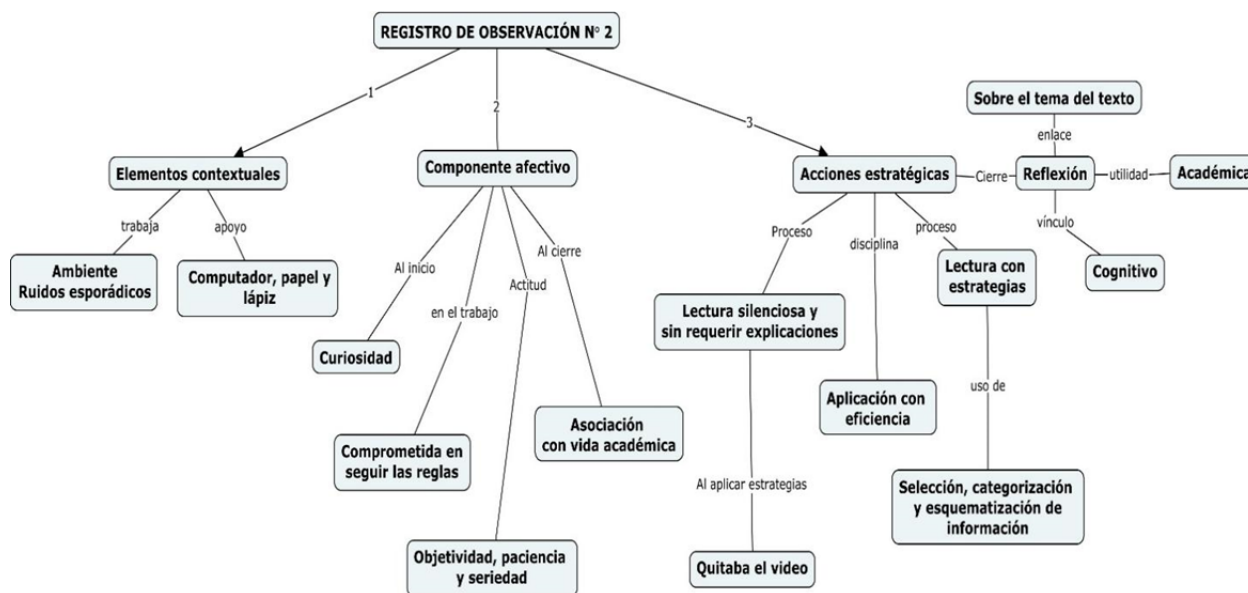 REGISTRO DE OBSERVACIÓN N° 2
1
2
3
Sobre el tema del texto
enlace
Elementos contextuales
Componente afectivo
Acciones estratégicas
Cierre
Reflexión
utilidad
Académica
trabaja
apoyo
Proceso
disciplina
proceso
vínculo
Ambiente
Ruidos esporádicos
Computador, papel y
lápiz
Al inicio
en el trabajo
Actitud
Al cierre
Lectura con
estrategias
Cognitivo
Lectura silenciosa y
sin requerir explicaciones
Curiosidad
Aplicación con
eficiencia
uso de
Asociación
con vida académica
Comprometida en
seguir las reglas
Al aplicar estrategias
Selección, categorización
y esquematización de
información
Objetividad, paciencia
y seriedad
Quitaba el video